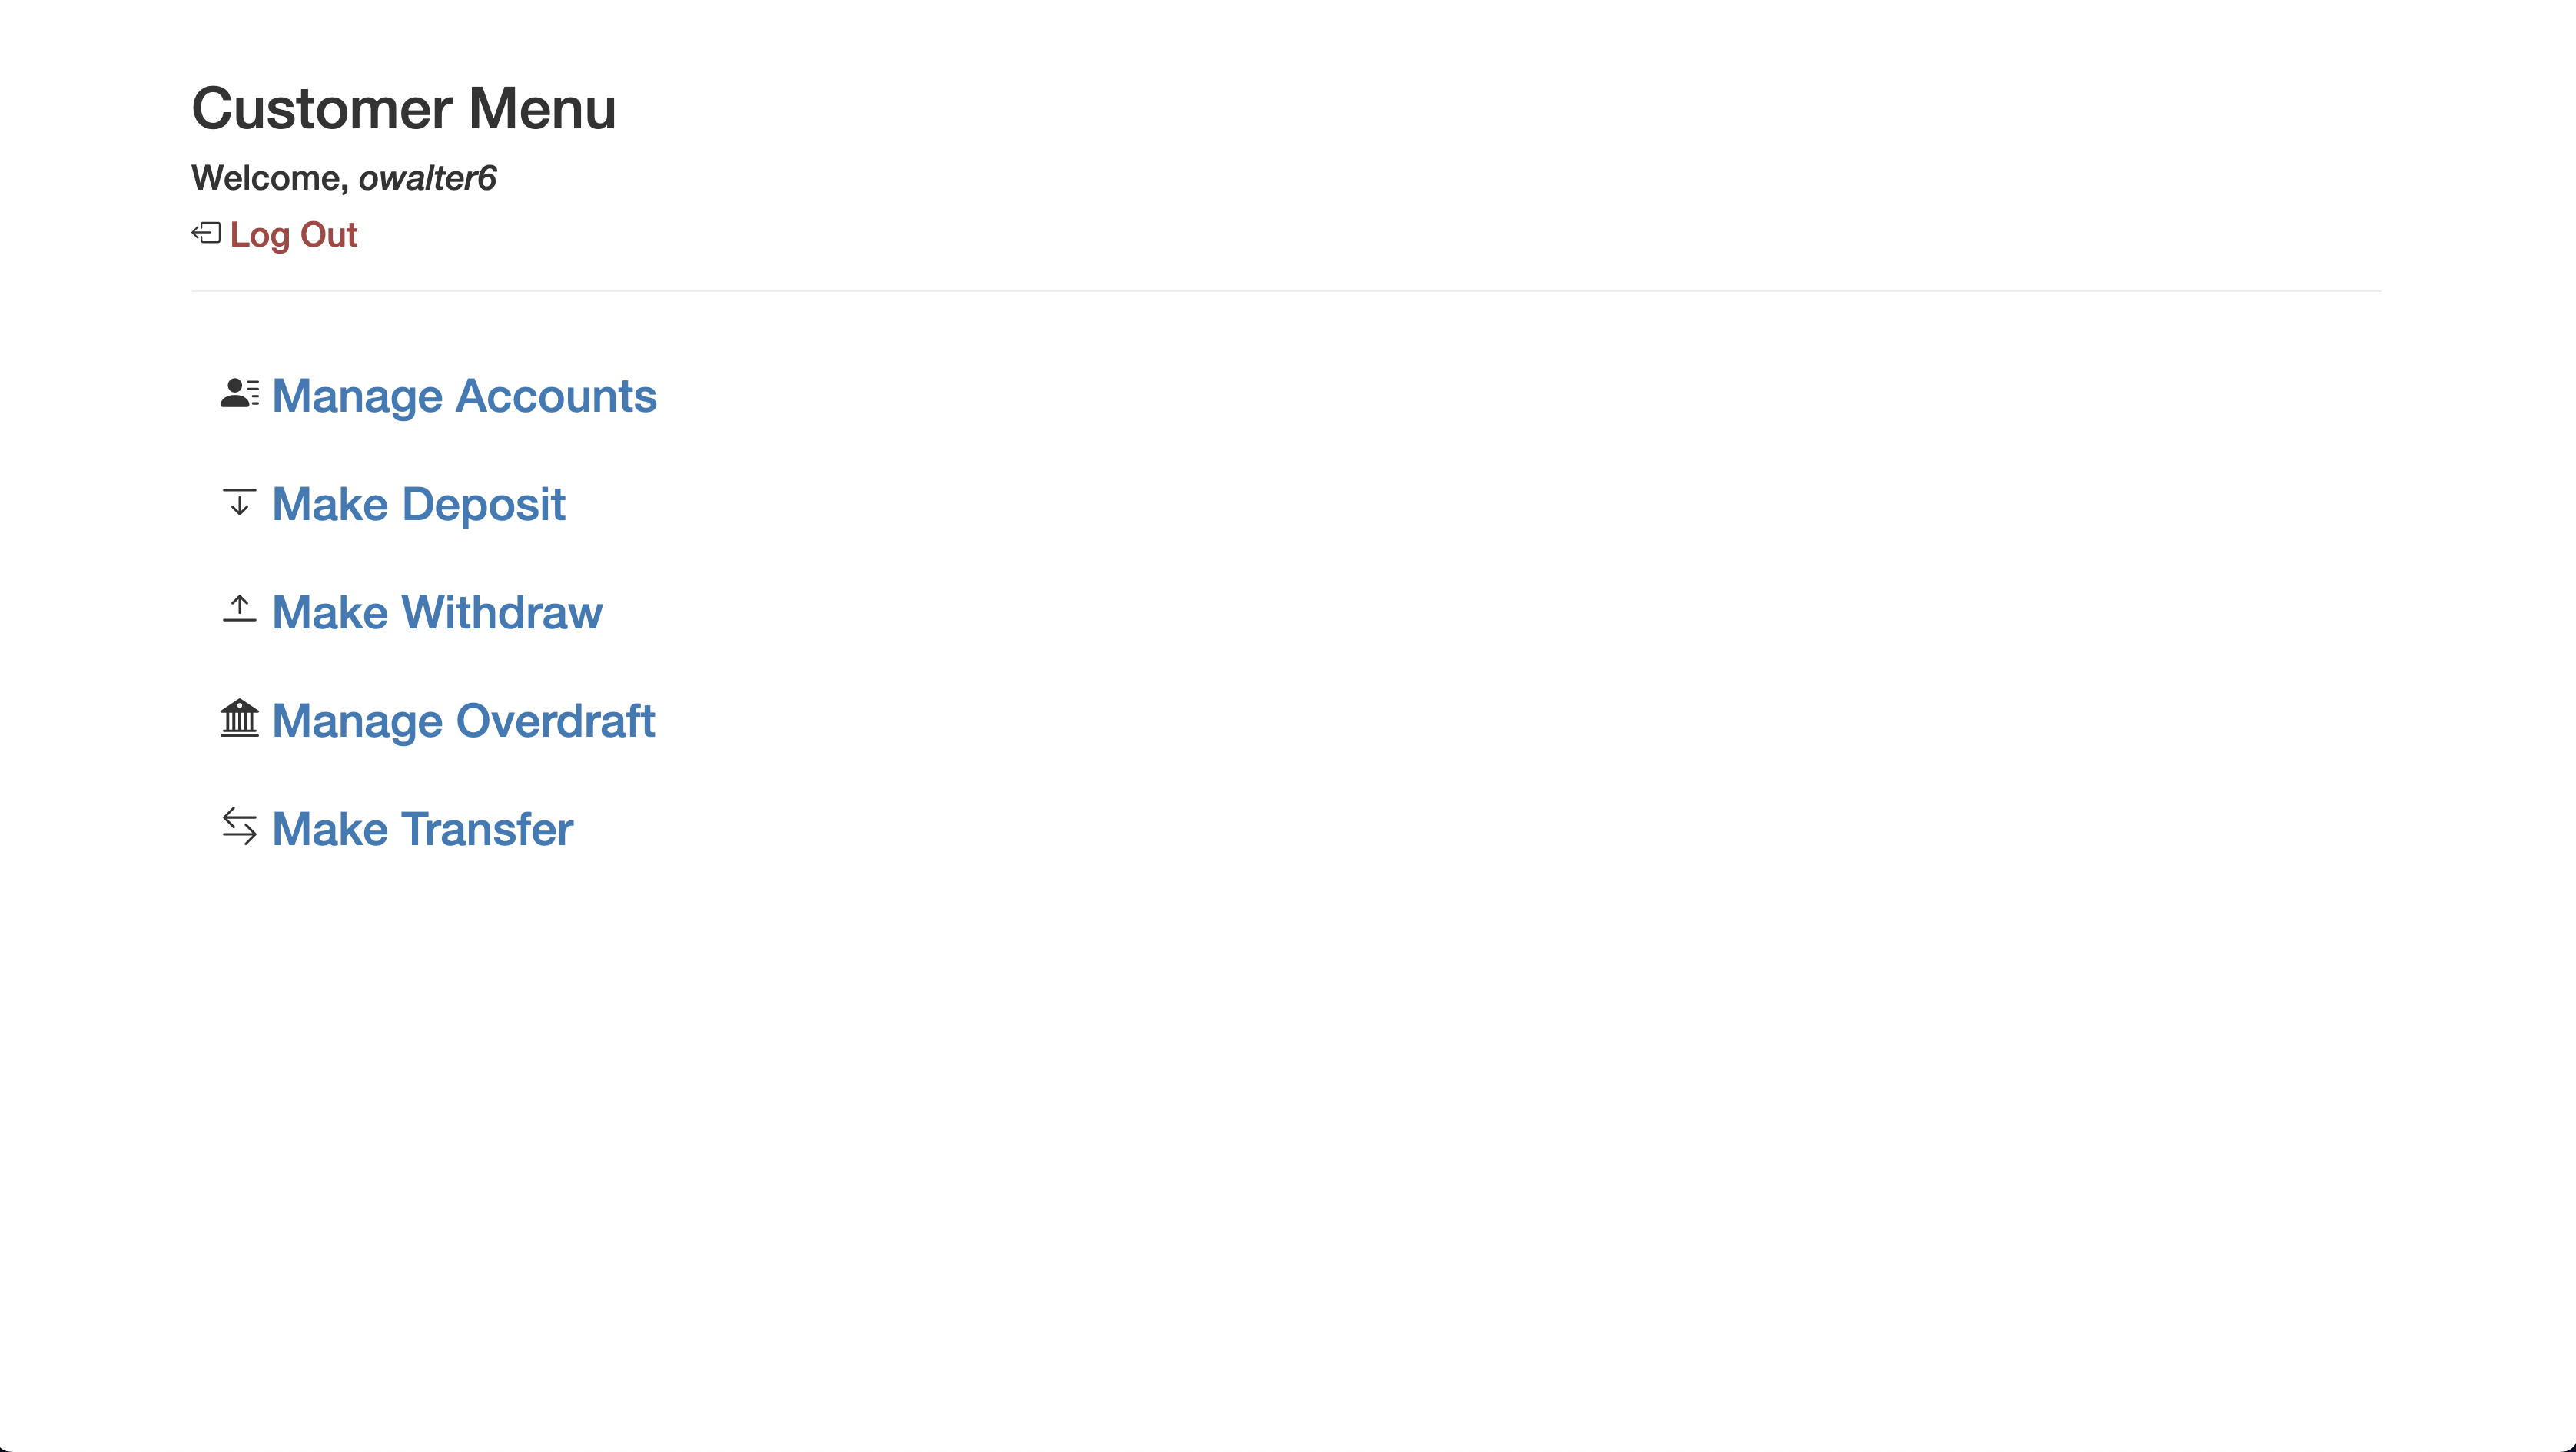 Customer Menu
Welcome, owalter6
Log Out
Manage Accounts
Make Deposit
Make Withdraw
Manage Overdraft
Make Transfer